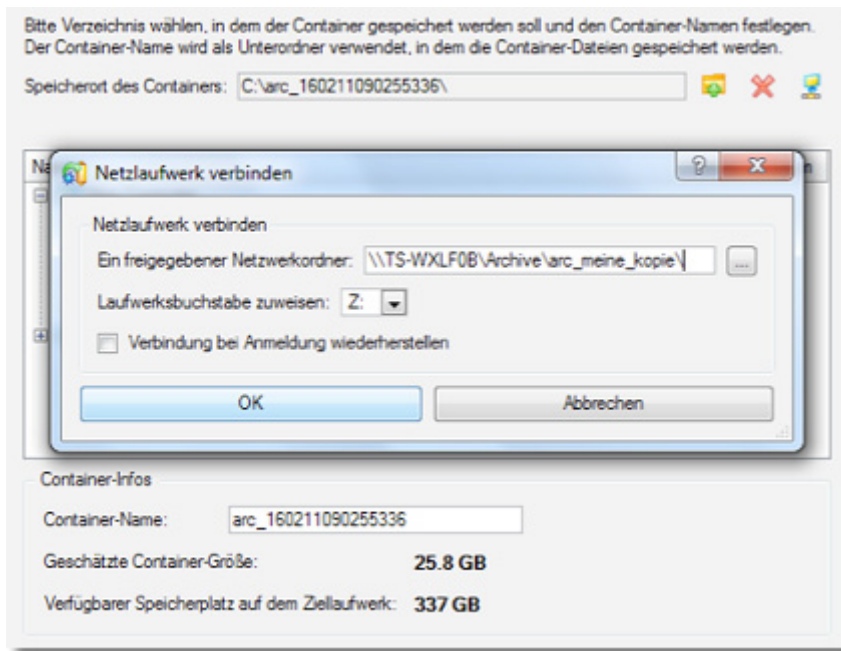 Bitte Verzeichnis wählen, in dem der Container gespeichert werden soll und den Container-Namen festlegen.
Der Container-Name wird als Unterordner verwendet, in dem die Container-Dateien gespeichert werden.
Speicherort des Containers: C:\arc_160211090255336\
Na
Netzlaufwerk verbinden
Netzlaufwerk verbinden
Ein freigegebener Netzwerkordner: \\TS-WXLF0B\Archive\arc_meine_kopie\
...
Laufwerksbuchstabe zuweisen: Z:
Verbindung bei Anmeldung wiederherstellen
OK Abbrechen
Container-Infos
Container-Name: arc_160211090255336
Geschätzte Container-Größe: 25.8 GB
Verfügbarer Speicherplatz auf dem Ziellaufwerk: 337 GB